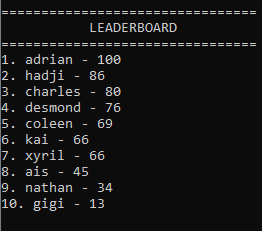 ================================
LEADERBOARD
================================
1. adrian - 100
2. hadji - 86
3. charles - 80
4. desmond - 76
5. coleen - 69
6. kai - 66
7. xyril - 66
8. ais - 45
9. nathan - 34
10. gigi - 13